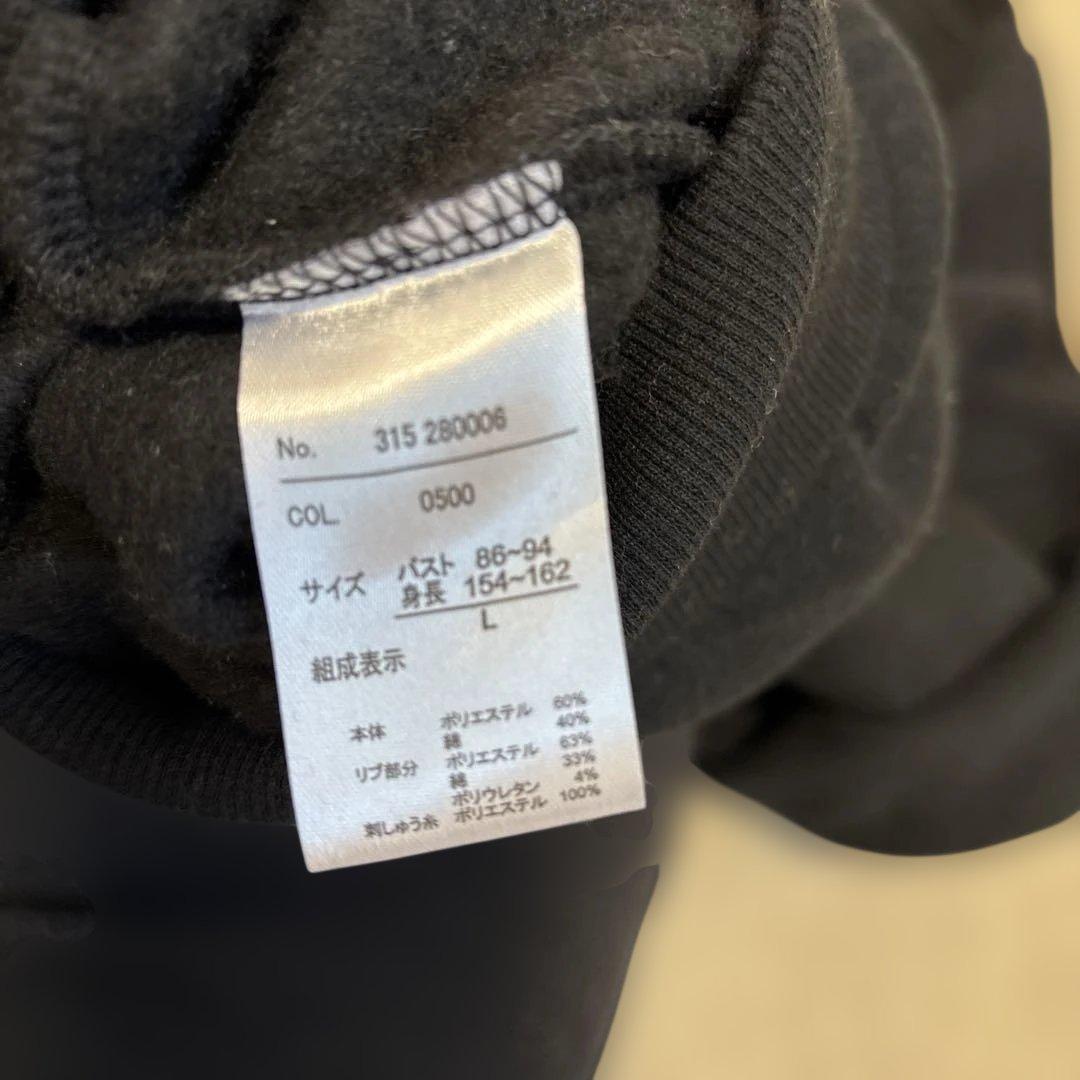 No. 315 280006
COL. 0500
サイズ バスト 86~94
身長 154~162
L
組成表示
本体 ポリエステル 60%
綿 40%
リブ部分 ポリエステル 63%
綿 33%
ポリウレタン 4%
刺しゅう糸 ポリエステル 100%